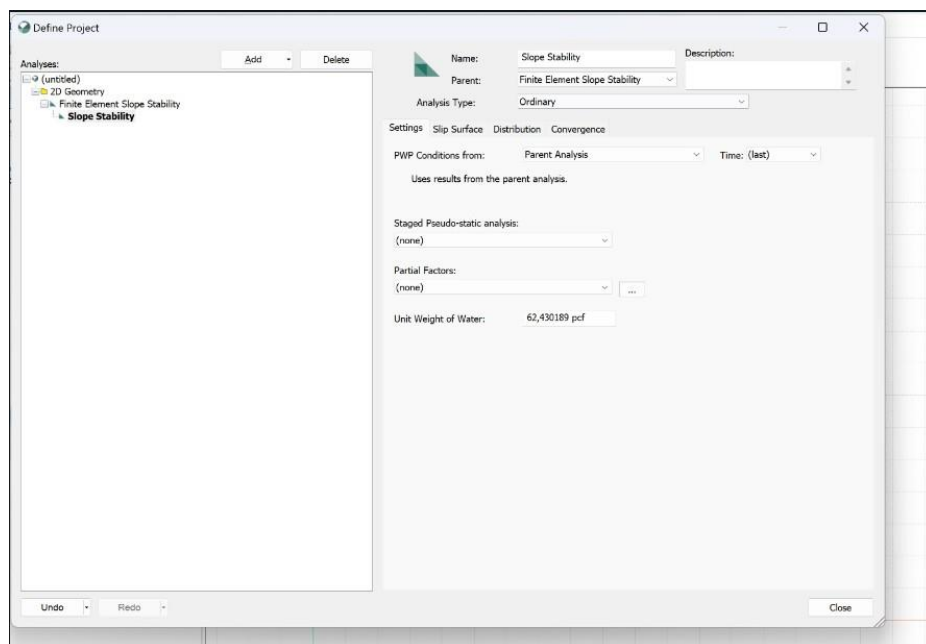 Define Project
Analyses:
Add
Delete
(untitled)
2D Geometry
Finite Element Slope Stability
Slope Stability
Name:
Slope Stability
Description:
Parent:
Finite Element Slope Stability
Analysis Type:
Ordinary
Settings Slip Surface Distribution Convergence
PWP Conditions from:
Parent Analysis
Time: (last)
Uses results from the parent analysis.
Staged Pseudo-static analysis:
(none)
Partial Factors:
(none)
...
Unit Weight of Water:
62,430189 pcf
Undo
Redo
Close